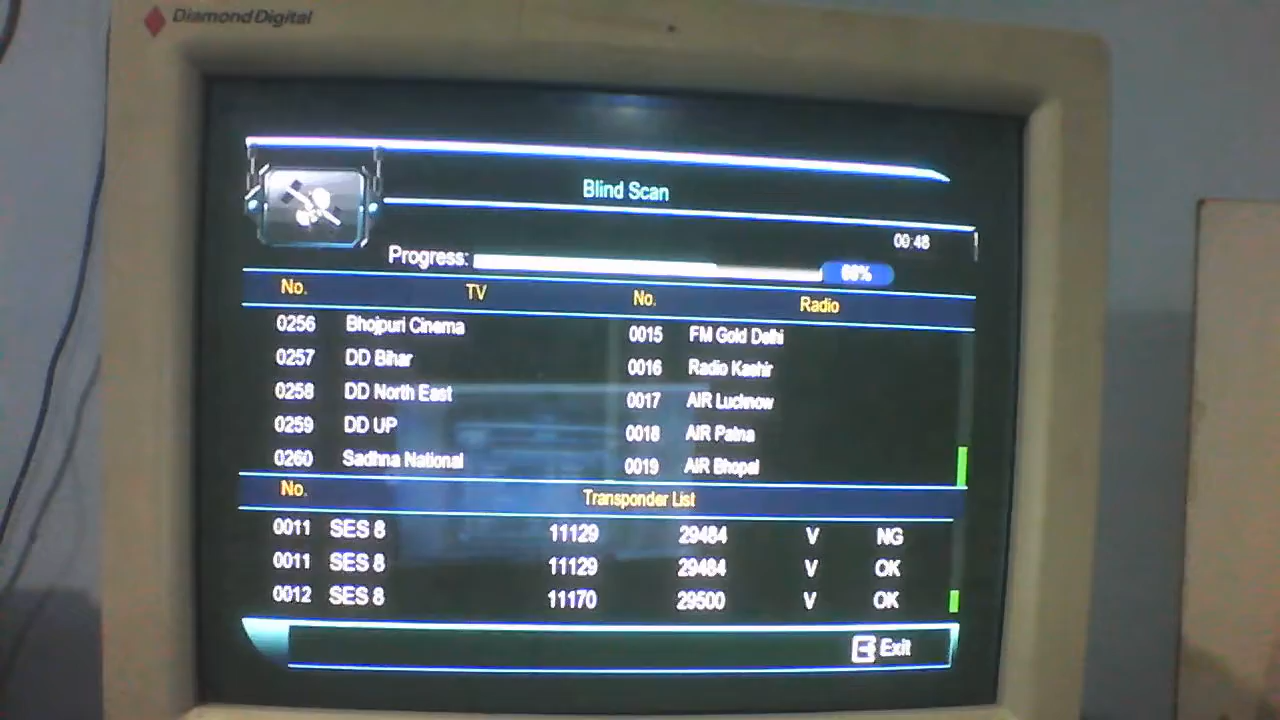 Diamond Digital
Blind Scan
00:48
Progress:
No. TV No. Radio
0256 Bhojpuri Cinema 0015 FM Gold Delhi
0257 DD Bihar 0016 Radio Kashir
0258 DD North East 0017 AIR Lucknow
0259 DD UP 0018 AIR Patna
0260 Sadhna National 0019 AIR Bhopal
No. Transponder List
0011 SES 8 11129 29484 V NG
0011 SES 8 11129 29484 V OK
0012 SES 8 11170 29500 V OK
Exit